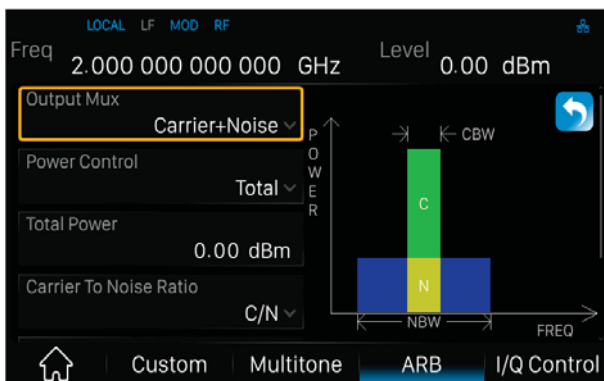 LOCAL LF MOD RF
Freq 2.000 000 000 000 GHz Level 0.00 dBm
Output Mux
Carrier+Noise
Power Control
Total
Total Power
0.00 dBm
Carrier To Noise Ratio
C/N
POWER
CBW
C
N
NBW
FREQ
Custom Multitone ARB I/Q Control